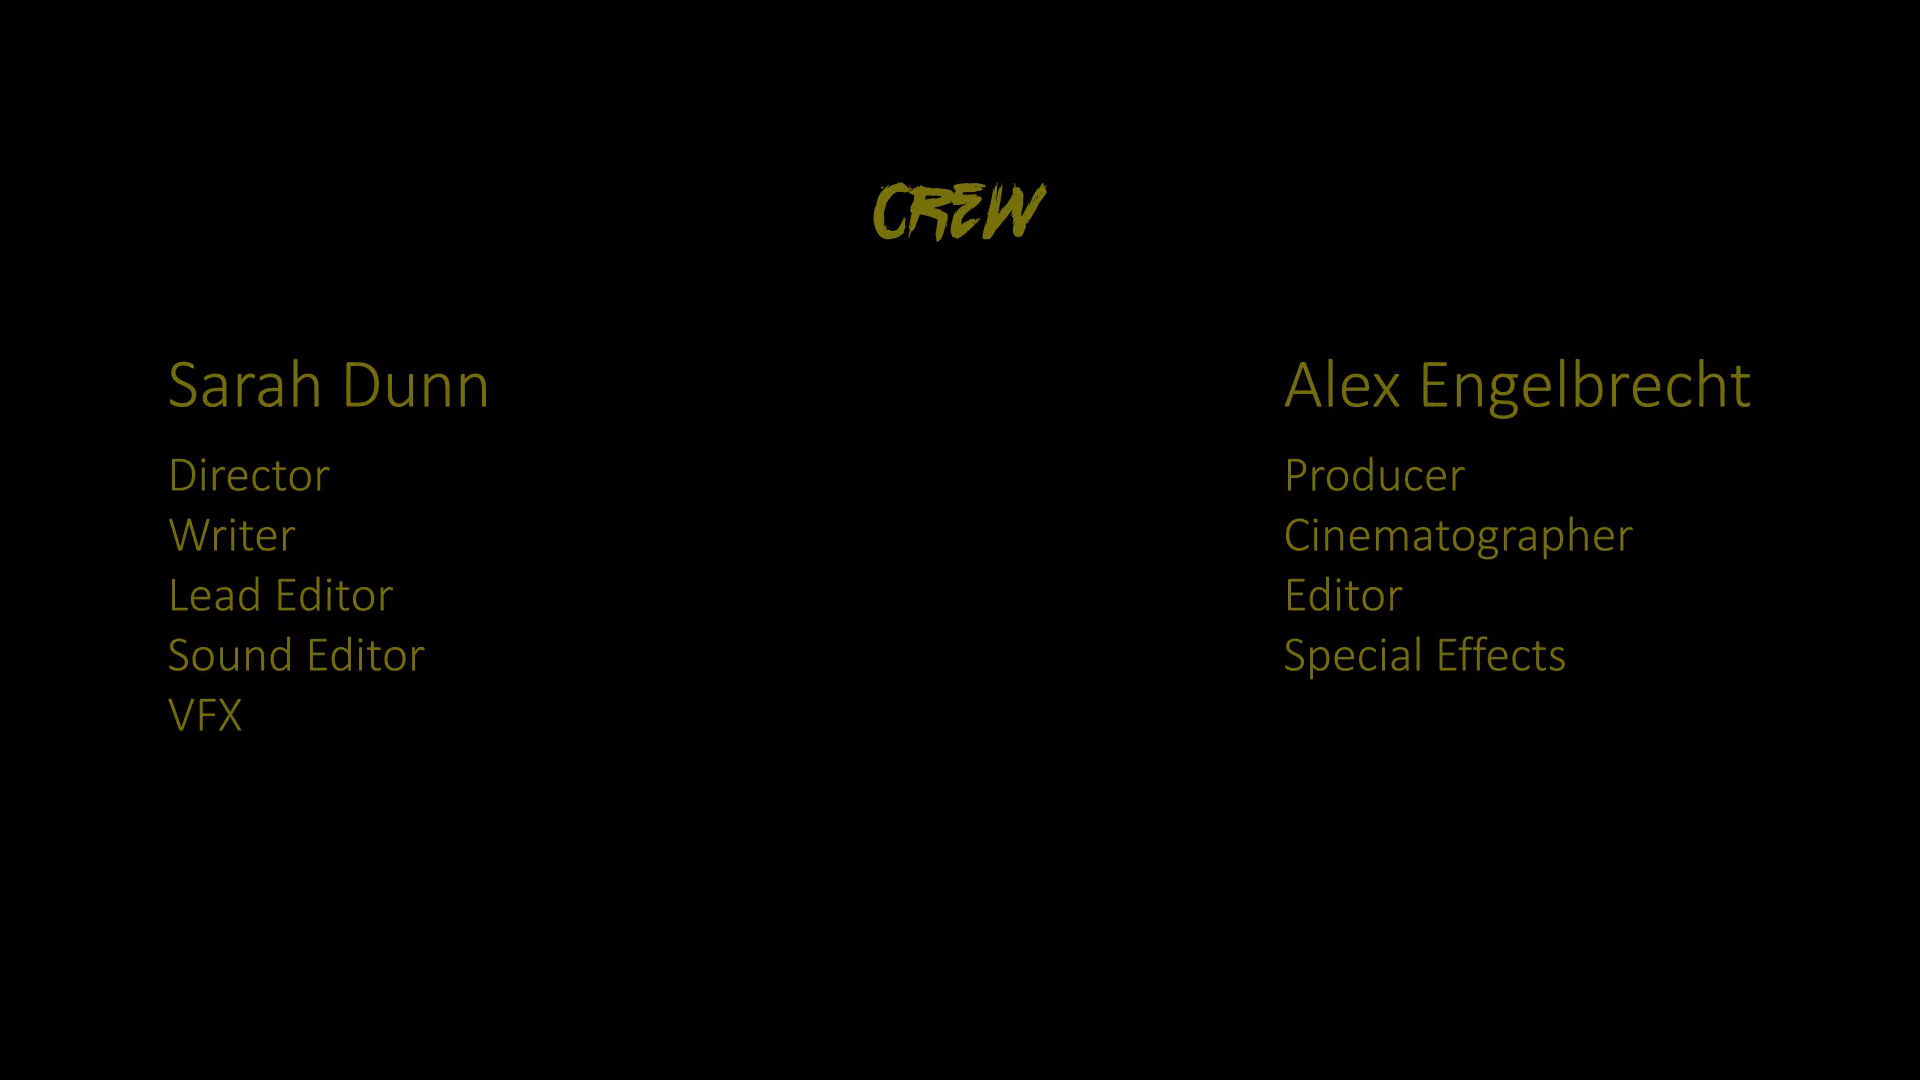 CREW
Sarah Dunn
Director
Writer
Lead Editor
Sound Editor
VFX
Alex Engelbrecht
Producer
Cinematographer
Editor
Special Effects